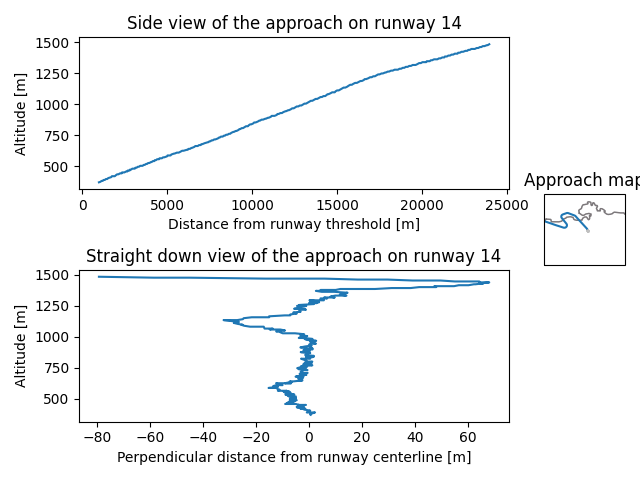 Side view of the approach on runway 14
1500
1250
1000
750
500
Altitude [m]
0 5000 10000 15000 20000 25000
Distance from runway threshold [m]
Approach map
Straight down view of the approach on runway 14
1500
1250
1000
750
500
Altitude [m]
−80 −60 −40 −20 0 20 40 60
Perpendicular distance from runway centerline [m]